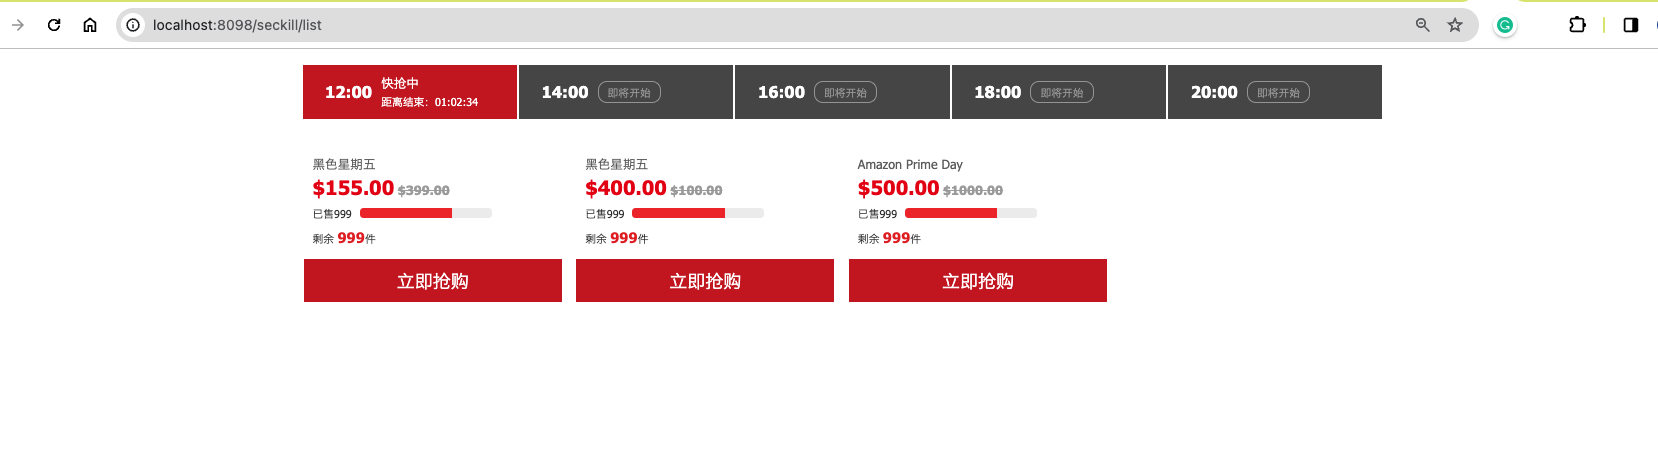 localhost:8098/seckill/list
12:00 快抢中
距离结束：01:02:34
14:00 即将开始
16:00 即将开始
18:00 即将开始
20:00 即将开始
黑色星期五
$155.00 $399.00
已售999
剩余 999件
立即抢购
黑色星期五
$400.00 $100.00
已售999
剩余 999件
立即抢购
Amazon Prime Day
$500.00 $1000.00
已售999
剩余 999件
立即抢购